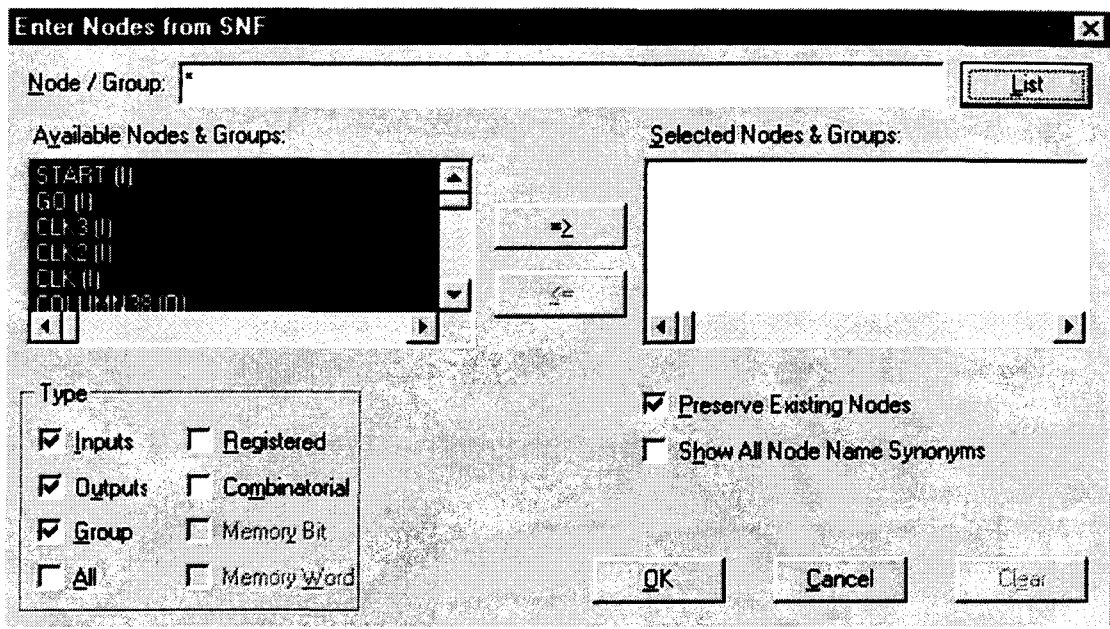 Enter Nodes from SNF
Node / Group: *
List
Available Nodes & Groups:
Selected Nodes & Groups:
START (I)
GO (I)
CLK3 (I)
CLK2 (I)
CLK (I)
COLUMN38 (O)
=>
<=
Type
Inputs
Registered
Outputs
Combinatorial
Group
Memory Bit
All
Memory Word
Preserve Existing Nodes
Show All Node Name Synonyms
OK
Cancel
Clear